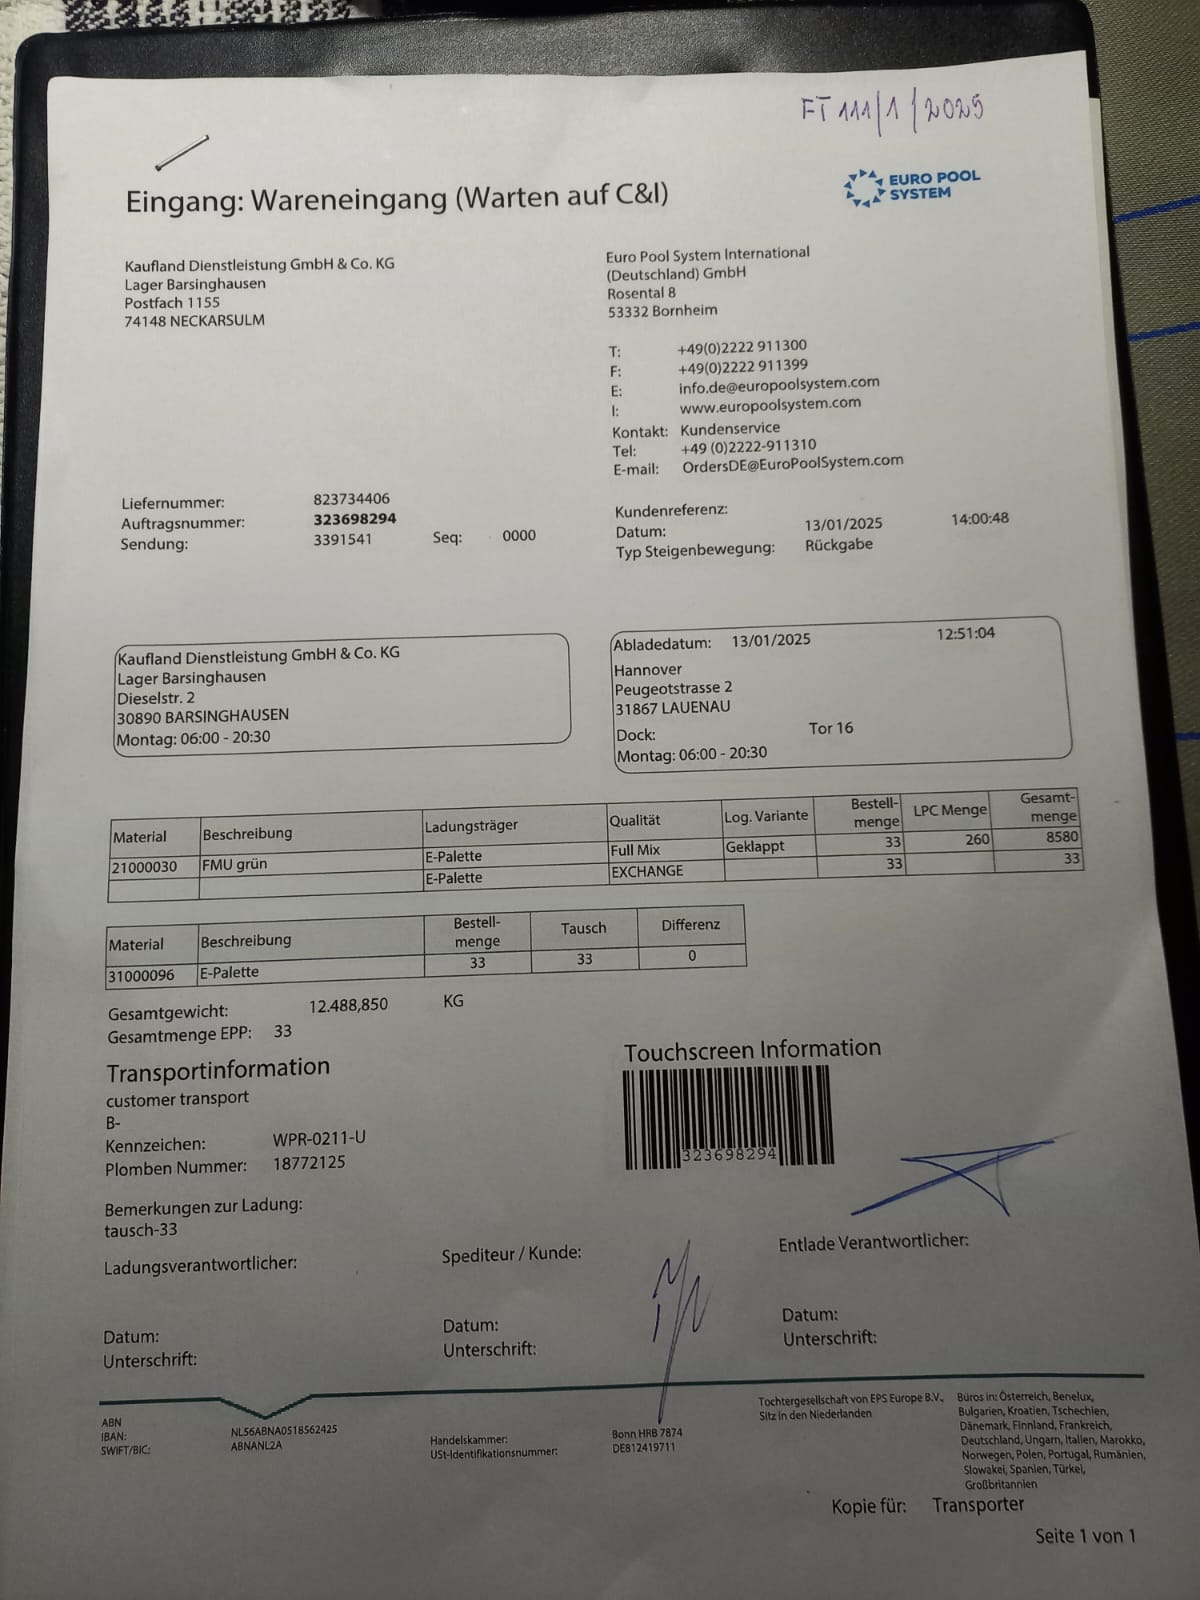 FT 111/1/2025
Eingang: Wareneingang (Warten auf C&I)
EURO POOL
SYSTEM
Kaufland Dienstleistung GmbH & Co. KG
Lager Barsinghausen
Postfach 1155
74148 NECKARSULM
Euro Pool System International
(Deutschland) GmbH
Rosental 8
53332 Bornheim
T: +49(0)2222 911300
F: +49(0)2222 911399
E: info.de@europoolsystem.com
I: www.europoolsystem.com
Kontakt: Kundenservice
Tel: +49 (0)2222-911310
E-mail: OrdersDE@EuroPoolSystem.com
Liefernummer: 823734406
Auftragsnummer: 323698294
Sendung: 3391541 Seq: 0000
Kundenreferenz:
Datum: 13/01/2025 14:00:48
Typ Steigenbewegung: Rückgabe
Kaufland Dienstleistung GmbH & Co. KG
Lager Barsinghausen
Dieselstr. 2
30890 BARSINGHAUSEN
Montag: 06:00 - 20:30
Abladedatum: 13/01/2025 12:51:04
Hannover
Peugeotstrasse 2
31867 LAUENAU
Dock: Tor 16
Montag: 06:00 - 20:30
Material Beschreibung Ladungsträger Qualität Log. Variante Bestell-menge LPC Menge Gesamt-menge
21000030 FMU grün E-Palette Full Mix Geklappt 33 260 8580
E-Palette EXCHANGE 33 33
Material Beschreibung Bestell-menge Tausch Differenz
31000096 E-Palette 33 33 0
Gesamtgewicht: 12.488,850 KG
Gesamtmenge EPP: 33
Transportinformation
customer transport
B-
Kennzeichen: WPR-0211-U
Plomben Nummer: 18772125
Touchscreen Information
323698294
Bemerkungen zur Ladung:
tausch-33
Ladungsverantwortlicher:
Spediteur / Kunde:
Entlade Verantwortlicher:
Datum:
Unterschrift:
Datum:
Unterschrift:
Datum:
Unterschrift:
ABN
IBAN: NL56ABNA0518562425
SWIFT/BIC: ABNANL2A
Handelskammer: Bonn HRB 7874
USt-Identifikationsnummer: DE812419711
Tochtergesellschaft von EPS Europe B.V.,
Sitz in den Niederlanden
Büros in: Österreich, Benelux,
Bulgarien, Kroatien, Tschechien,
Dänemark, Finnland, Frankreich,
Deutschland, Ungarn, Italien, Marokko,
Norwegen, Polen, Portugal, Rumänien,
Slowakei, Spanien, Türkei,
Großbritannien
Kopie für: Transporter
Seite 1 von 1